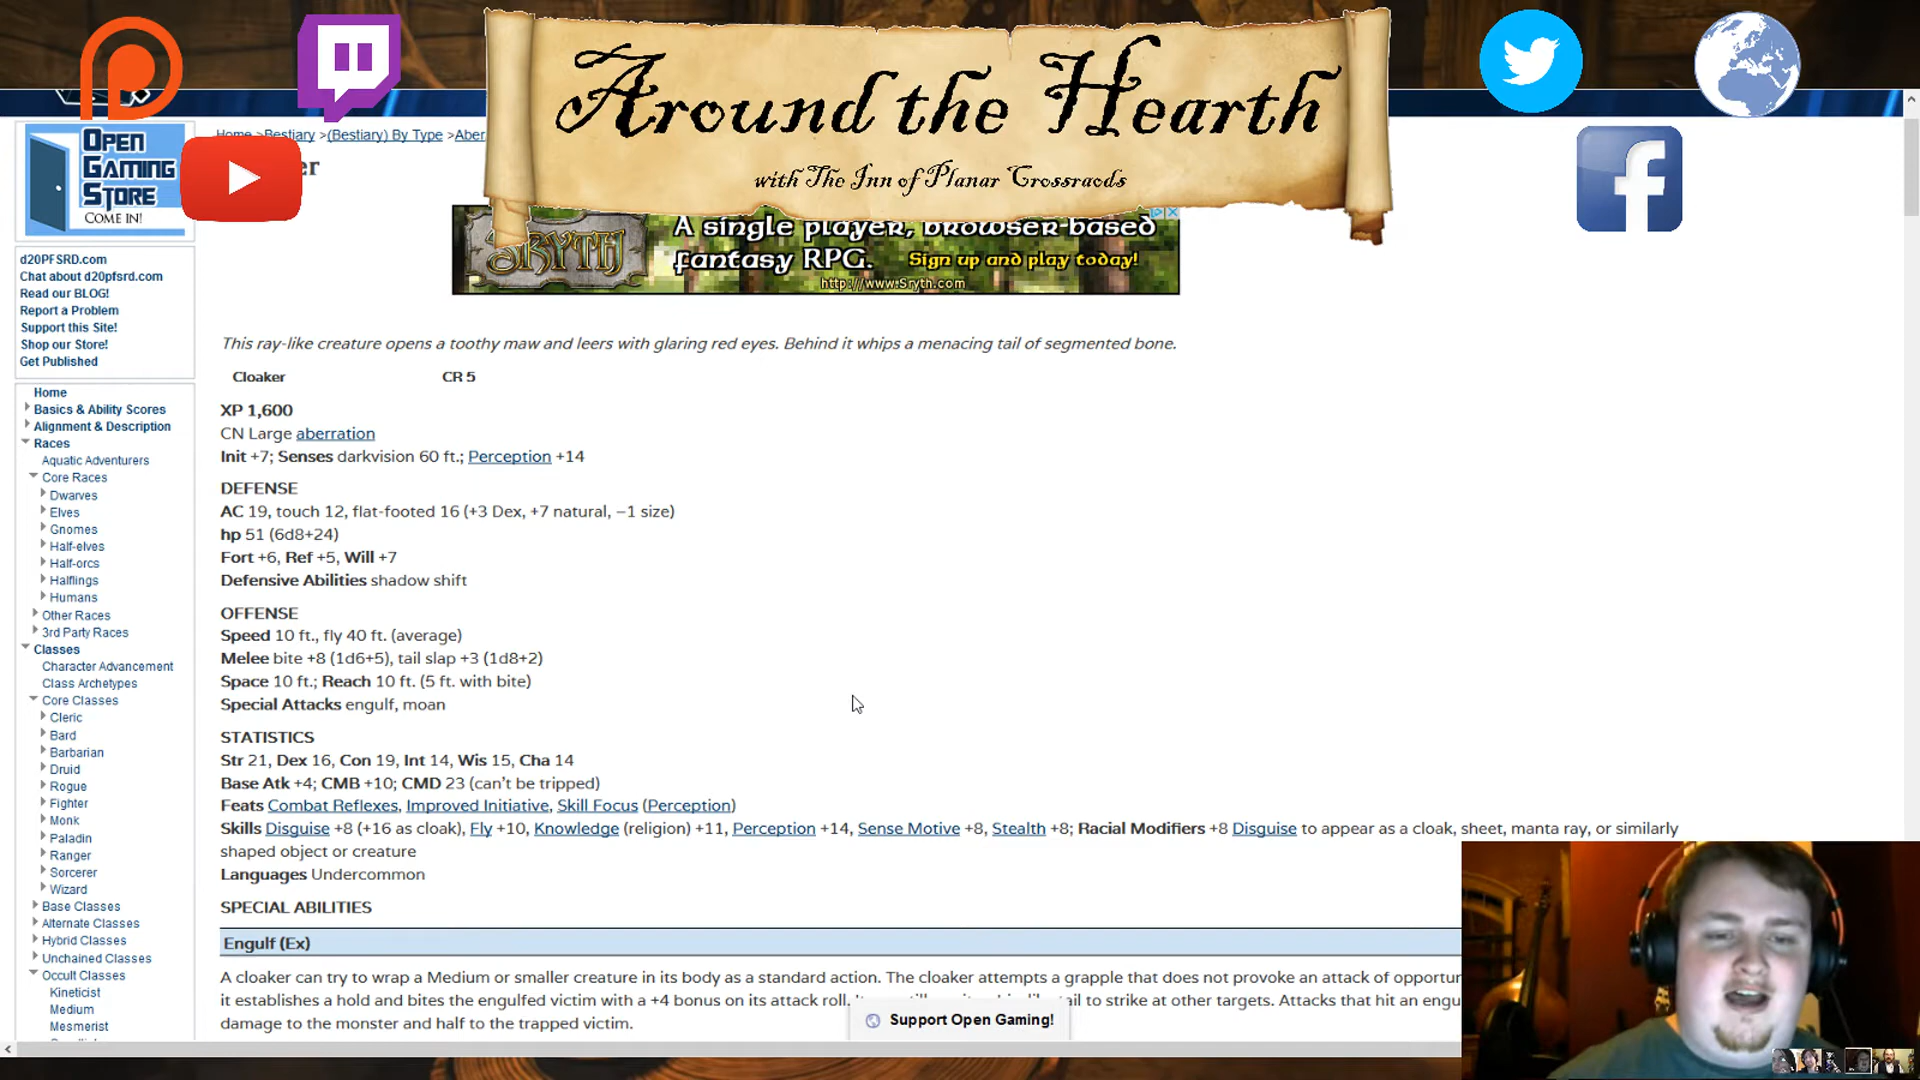 Around the Hearth
with The Inn of Planar Crossraods
OPEN
GAMING
STORE
COME IN!
Home >Bestiary >(Bestiary) By Type >Aber
er
SRYTH
A single player, browser-based
fantasy RPG. Sign up and play today!
http://www.Sryth.com
d20PFSRD.com
Chat about d20pfsrd.com
Read our BLOG!
Report a Problem
Support this Site!
Shop our Store!
Get Published
Home
Basics & Ability Scores
Alignment & Description
Races
Aquatic Adventurers
Core Races
Dwarves
Elves
Gnomes
Half-elves
Half-orcs
Halflings
Humans
Other Races
3rd Party Races
Classes
Character Advancement
Class Archetypes
Core Classes
Cleric
Bard
Barbarian
Druid
Rogue
Fighter
Monk
Paladin
Ranger
Sorcerer
Wizard
Base Classes
Alternate Classes
Hybrid Classes
Unchained Classes
Occult Classes
Kineticist
Medium
Mesmerist
This ray-like creature opens a toothy maw and leers with glaring red eyes. Behind it whips a menacing tail of segmented bone.
Cloaker CR 5
XP 1,600
CN Large aberration
Init +7; Senses darkvision 60 ft.; Perception +14
DEFENSE
AC 19, touch 12, flat-footed 16 (+3 Dex, +7 natural, −1 size)
hp 51 (6d8+24)
Fort +6, Ref +5, Will +7
Defensive Abilities shadow shift
OFFENSE
Speed 10 ft., fly 40 ft. (average)
Melee bite +8 (1d6+5), tail slap +3 (1d8+2)
Space 10 ft.; Reach 10 ft. (5 ft. with bite)
Special Attacks engulf, moan
STATISTICS
Str 21, Dex 16, Con 19, Int 14, Wis 15, Cha 14
Base Atk +4; CMB +10; CMD 23 (can't be tripped)
Feats Combat Reflexes, Improved Initiative, Skill Focus (Perception)
Skills Disguise +8 (+16 as cloak), Fly +10, Knowledge (religion) +11, Perception +14, Sense Motive +8, Stealth +8; Racial Modifiers +8 Disguise to appear as a cloak, sheet, manta ray, or similarly
shaped object or creature
Languages Undercommon
SPECIAL ABILITIES
Engulf (Ex)
A cloaker can try to wrap a Medium or smaller creature in its body as a standard action. The cloaker attempts a grapple that does not provoke an attack of opportu
it establishes a hold and bites the engulfed victim with a +4 bonus on its attack roll. ail to strike at other targets. Attacks that hit an engu
damage to the monster and half to the trapped victim.
Support Open Gaming!